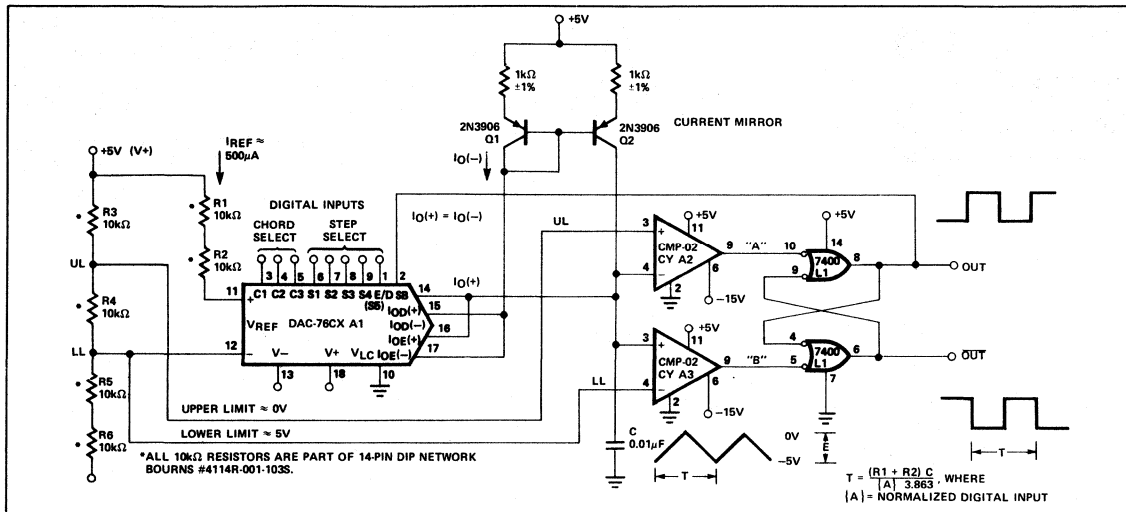 +5V
1kΩ
±1%
1kΩ
±1%
2N3906
Q1
2N3906
Q2
CURRENT MIRROR
IO(−)
+5V (V+)
IREF ≈
500μA
R3
10kΩ
R1
10kΩ
R2
10kΩ
UL
R4
10kΩ
LL
R5
10kΩ
R6
10kΩ
DIGITAL INPUTS
CHORD
SELECT
STEP
SELECT
IO(+) = IO(−)
3 4 5 6 7 8 9 1 2
C1 C2 C3 S1 S2 S3 S4 E/D SB
(S5)
11
+
VREF
DAC-76CX A1
12
−
V−
V+
VLC
13
18
10
IOD(+)
IOD(−)
IOE(+)
IOE(−)
14
15
16
17
IO(+)
UL
3
+
4
−
+5V
11
CMP-02
CY A2
9
"A"
6
2
−15V
3
+
LL
4
−
+5V
11
CMP-02
CY A3
9
"B"
6
2
−15V
+5V
14
10
9
7400
L1
8
OUT
4
5
7400
L1
6
7
OUT
UPPER LIMIT ≈ 0V
LOWER LIMIT ≈ 5V
*ALL 10kΩ RESISTORS ARE PART OF 14-PIN DIP NETWORK
BOURNS #4114R-001-103S.
C
0.01μF
T
0V
E
−5V
T
T = (R1 + R2) C / {A} 3.863, WHERE
{A} = NORMALIZED DIGITAL INPUT